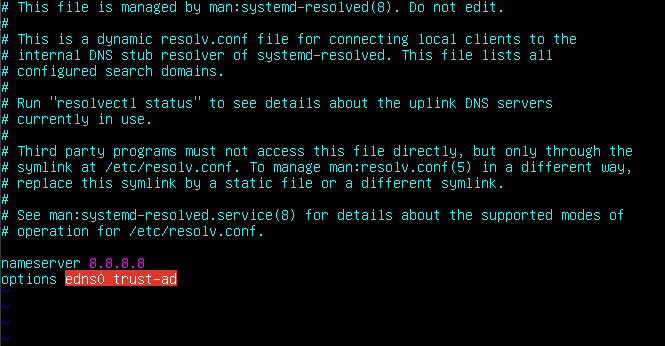 # This file is managed by man:systemd-resolved(8). Do not edit.
#
# This is a dynamic resolv.conf file for connecting local clients to the
# internal DNS stub resolver of systemd-resolved. This file lists all
# configured search domains.
#
# Run "resolvectl status" to see details about the uplink DNS servers
# currently in use.
#
# Third party programs must not access this file directly, but only through the
# symlink at /etc/resolv.conf. To manage man:resolv.conf(5) in a different way,
# replace this symlink by a static file or a different symlink.
#
# See man:systemd-resolved.service(8) for details about the supported modes of
# operation for /etc/resolv.conf.
nameserver 8.8.8.8
options edns0 trust-ad
~
~
~
~